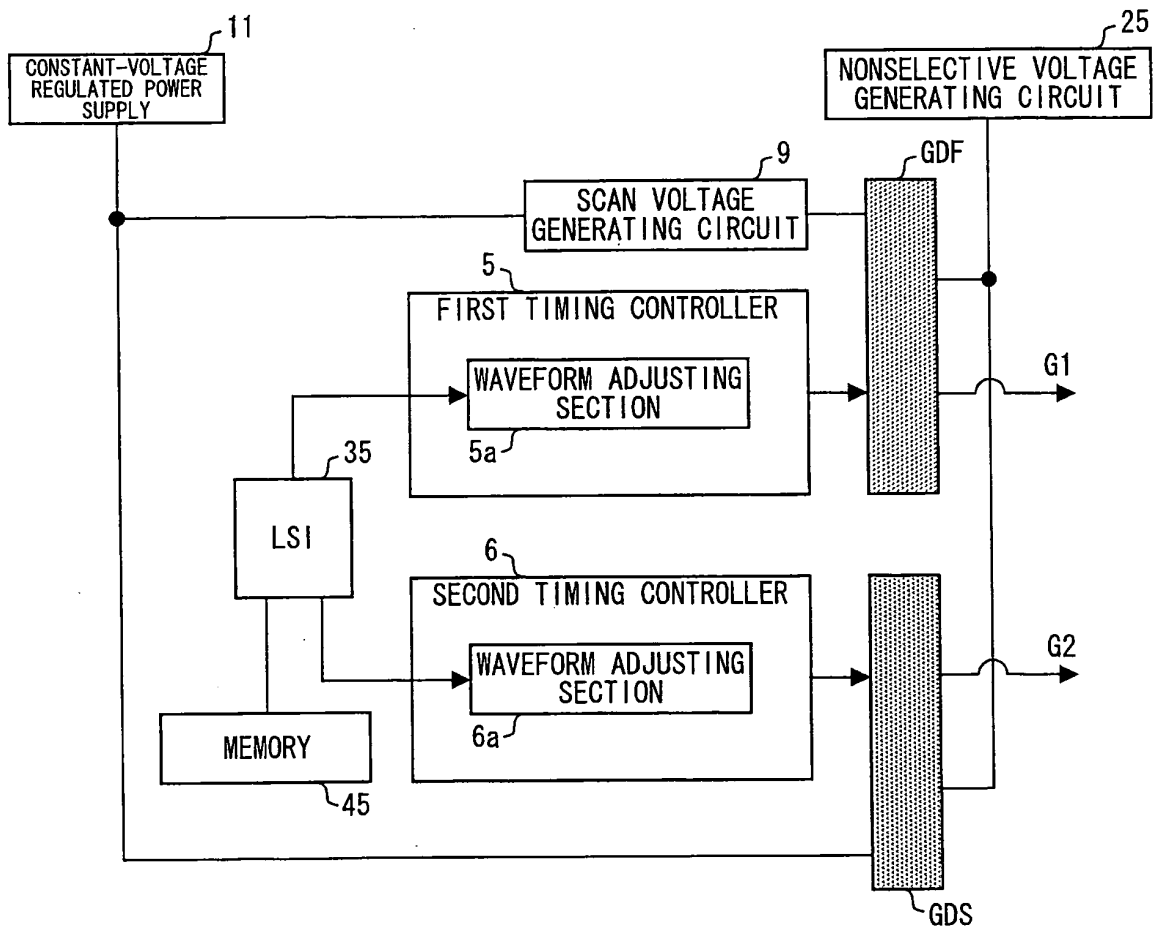 11
CONSTANT-VOLTAGE
REGULATED POWER
SUPPLY
25
NONSELECTIVE VOLTAGE
GENERATING CIRCUIT
GDF
9
SCAN VOLTAGE
GENERATING CIRCUIT
5
FIRST TIMING CONTROLLER
WAVEFORM ADJUSTING
SECTION
5a
G1
35
LSI
6
SECOND TIMING CONTROLLER
WAVEFORM ADJUSTING
SECTION
6a
G2
MEMORY
45
GDS